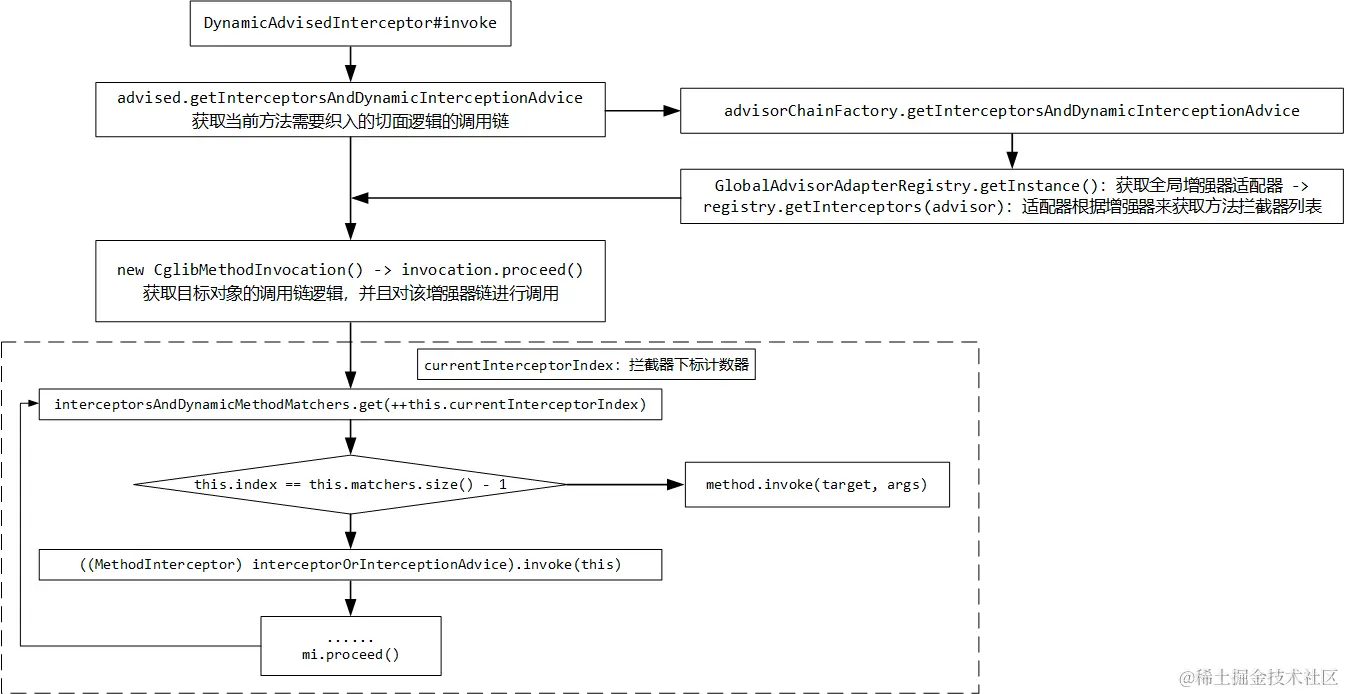 DynamicAdvisedInterceptor#invoke
advised.getInterceptorsAndDynamicInterceptionAdvice
获取当前方法需要织入的切面逻辑的调用链
advisorChainFactory.getInterceptorsAndDynamicInterceptionAdvice
GlobalAdvisorAdapterRegistry.getInstance()：获取全局增强器适配器 ->
registry.getInterceptors(advisor)：适配器根据增强器来获取方法拦截器列表
new CglibMethodInvocation() -> invocation.proceed()
获取目标对象的调用链逻辑，并且对该增强器链进行调用
currentInterceptorIndex：拦截器下标计数器
interceptorsAndDynamicMethodMatchers.get(++this.currentInterceptorIndex)
this.index == this.matchers.size() - 1
method.invoke(target, args)
((MethodInterceptor) interceptorOrInterceptionAdvice).invoke(this)
......
mi.proceed()
@稀土掘金技术社区